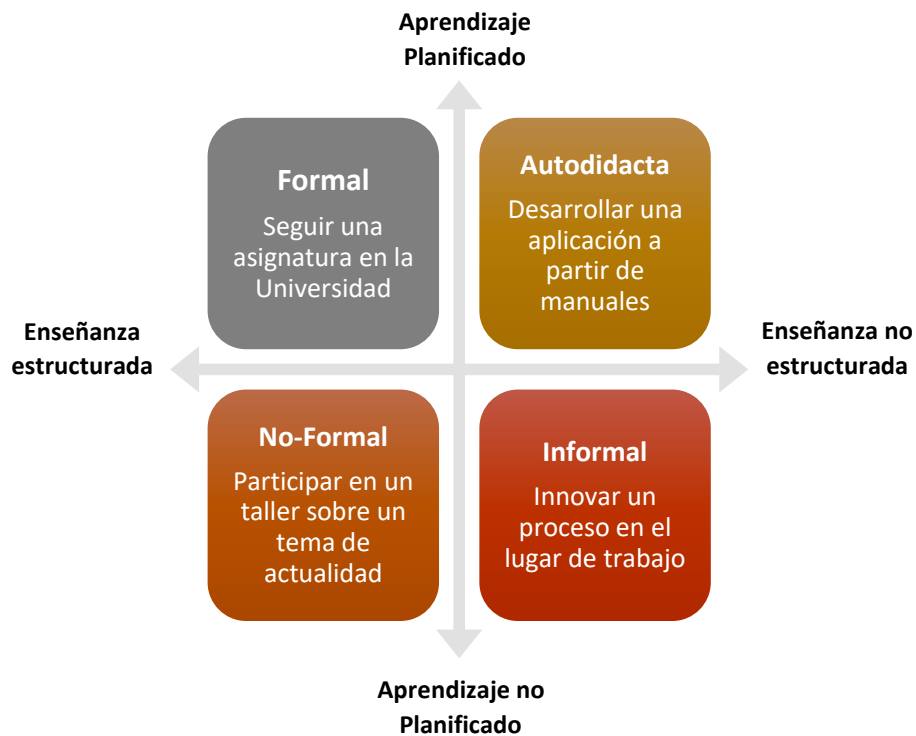 Aprendizaje
Planificado
Formal
Seguir una
asignatura en la
Universidad
Autodidacta
Desarrollar una
aplicación a
partir de
manuales
Enseñanza
estructurada
Enseñanza no
estructurada
No-Formal
Participar en un
taller sobre un
tema de
actualidad
Informal
Innovar un
proceso en el
lugar de trabajo
Aprendizaje no
Planificado